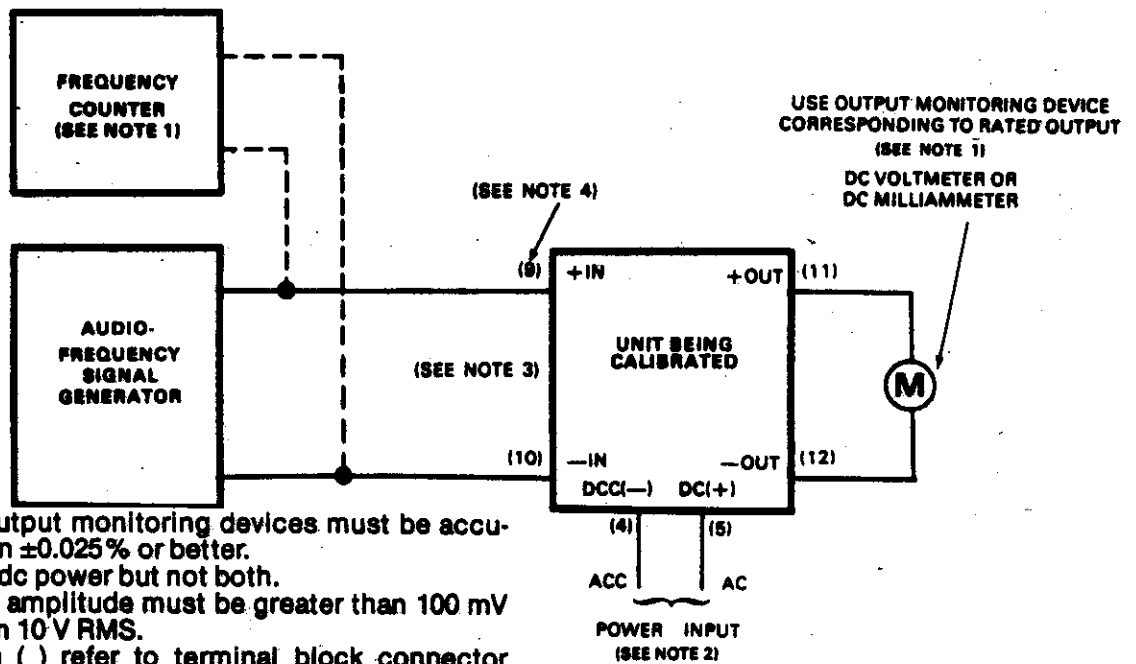 FREQUENCY
COUNTER
(SEE NOTE 1)
USE OUTPUT MONITORING DEVICE
CORRESPONDING TO RATED OUTPUT
(SEE NOTE 1)
DC VOLTMETER OR
DC MILLIAMMETER
(SEE NOTE 4)
(9)
+IN
+OUT
(11)
AUDIO-
FREQUENCY
SIGNAL
GENERATOR
(SEE NOTE 3)
UNIT BEING
CALIBRATED
M
(10)
—IN
—OUT
(12)
DCC(—)
DC(+)
(4)
(5)
ACC
AC
POWER INPUT
(SEE NOTE 2)
utput monitoring devices must be accu-
n ±0.025% or better.
dc power but not both.
amplitude must be greater than 100 mV
n 10 V RMS.
( ) refer to terminal block connector